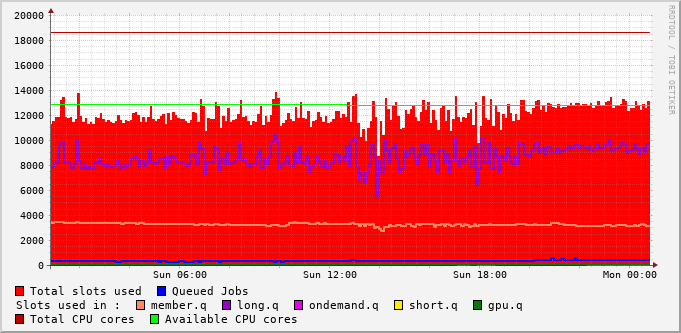 20000
18000
16000
14000
12000
10000
8000
6000
4000
2000
0
Sun 06:00 Sun 12:00 Sun 18:00 Mon 00:00
RRDTOOL / TOBI OETIKER
Total slots used Queued Jobs
Slots used in : member.q long.q ondemand.q short.q gpu.q
Total CPU cores Available CPU cores